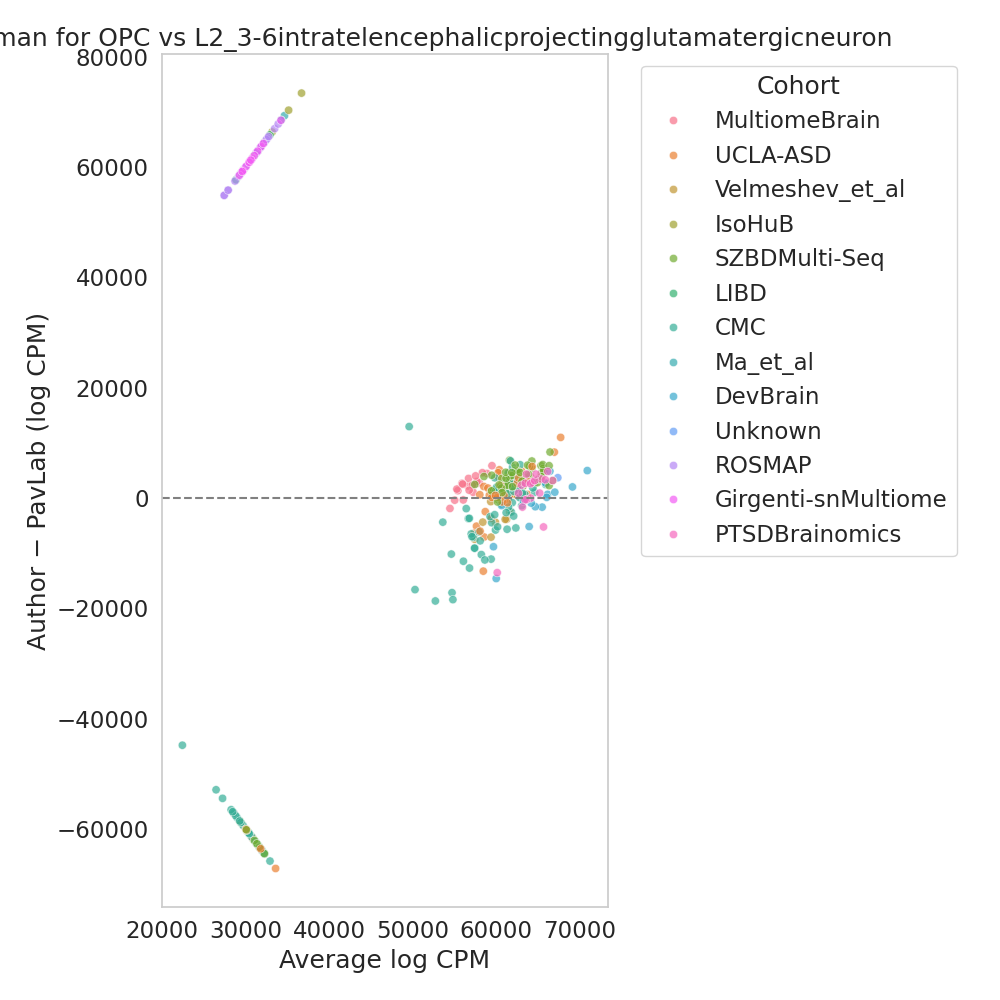 man for OPC vs L2_3-6intratelencephalicprojectingglutamatergicneuron
80000
60000
40000
20000
0
−20000
−40000
−60000
Author − PavLab (log CPM)
20000 30000 40000 50000 60000 70000
Average log CPM
Cohort
MultiomeBrain
UCLA-ASD
Velmeshev_et_al
IsoHuB
SZBDMulti-Seq
LIBD
CMC
Ma_et_al
DevBrain
Unknown
ROSMAP
Girgenti-snMultiome
PTSDBrainomics